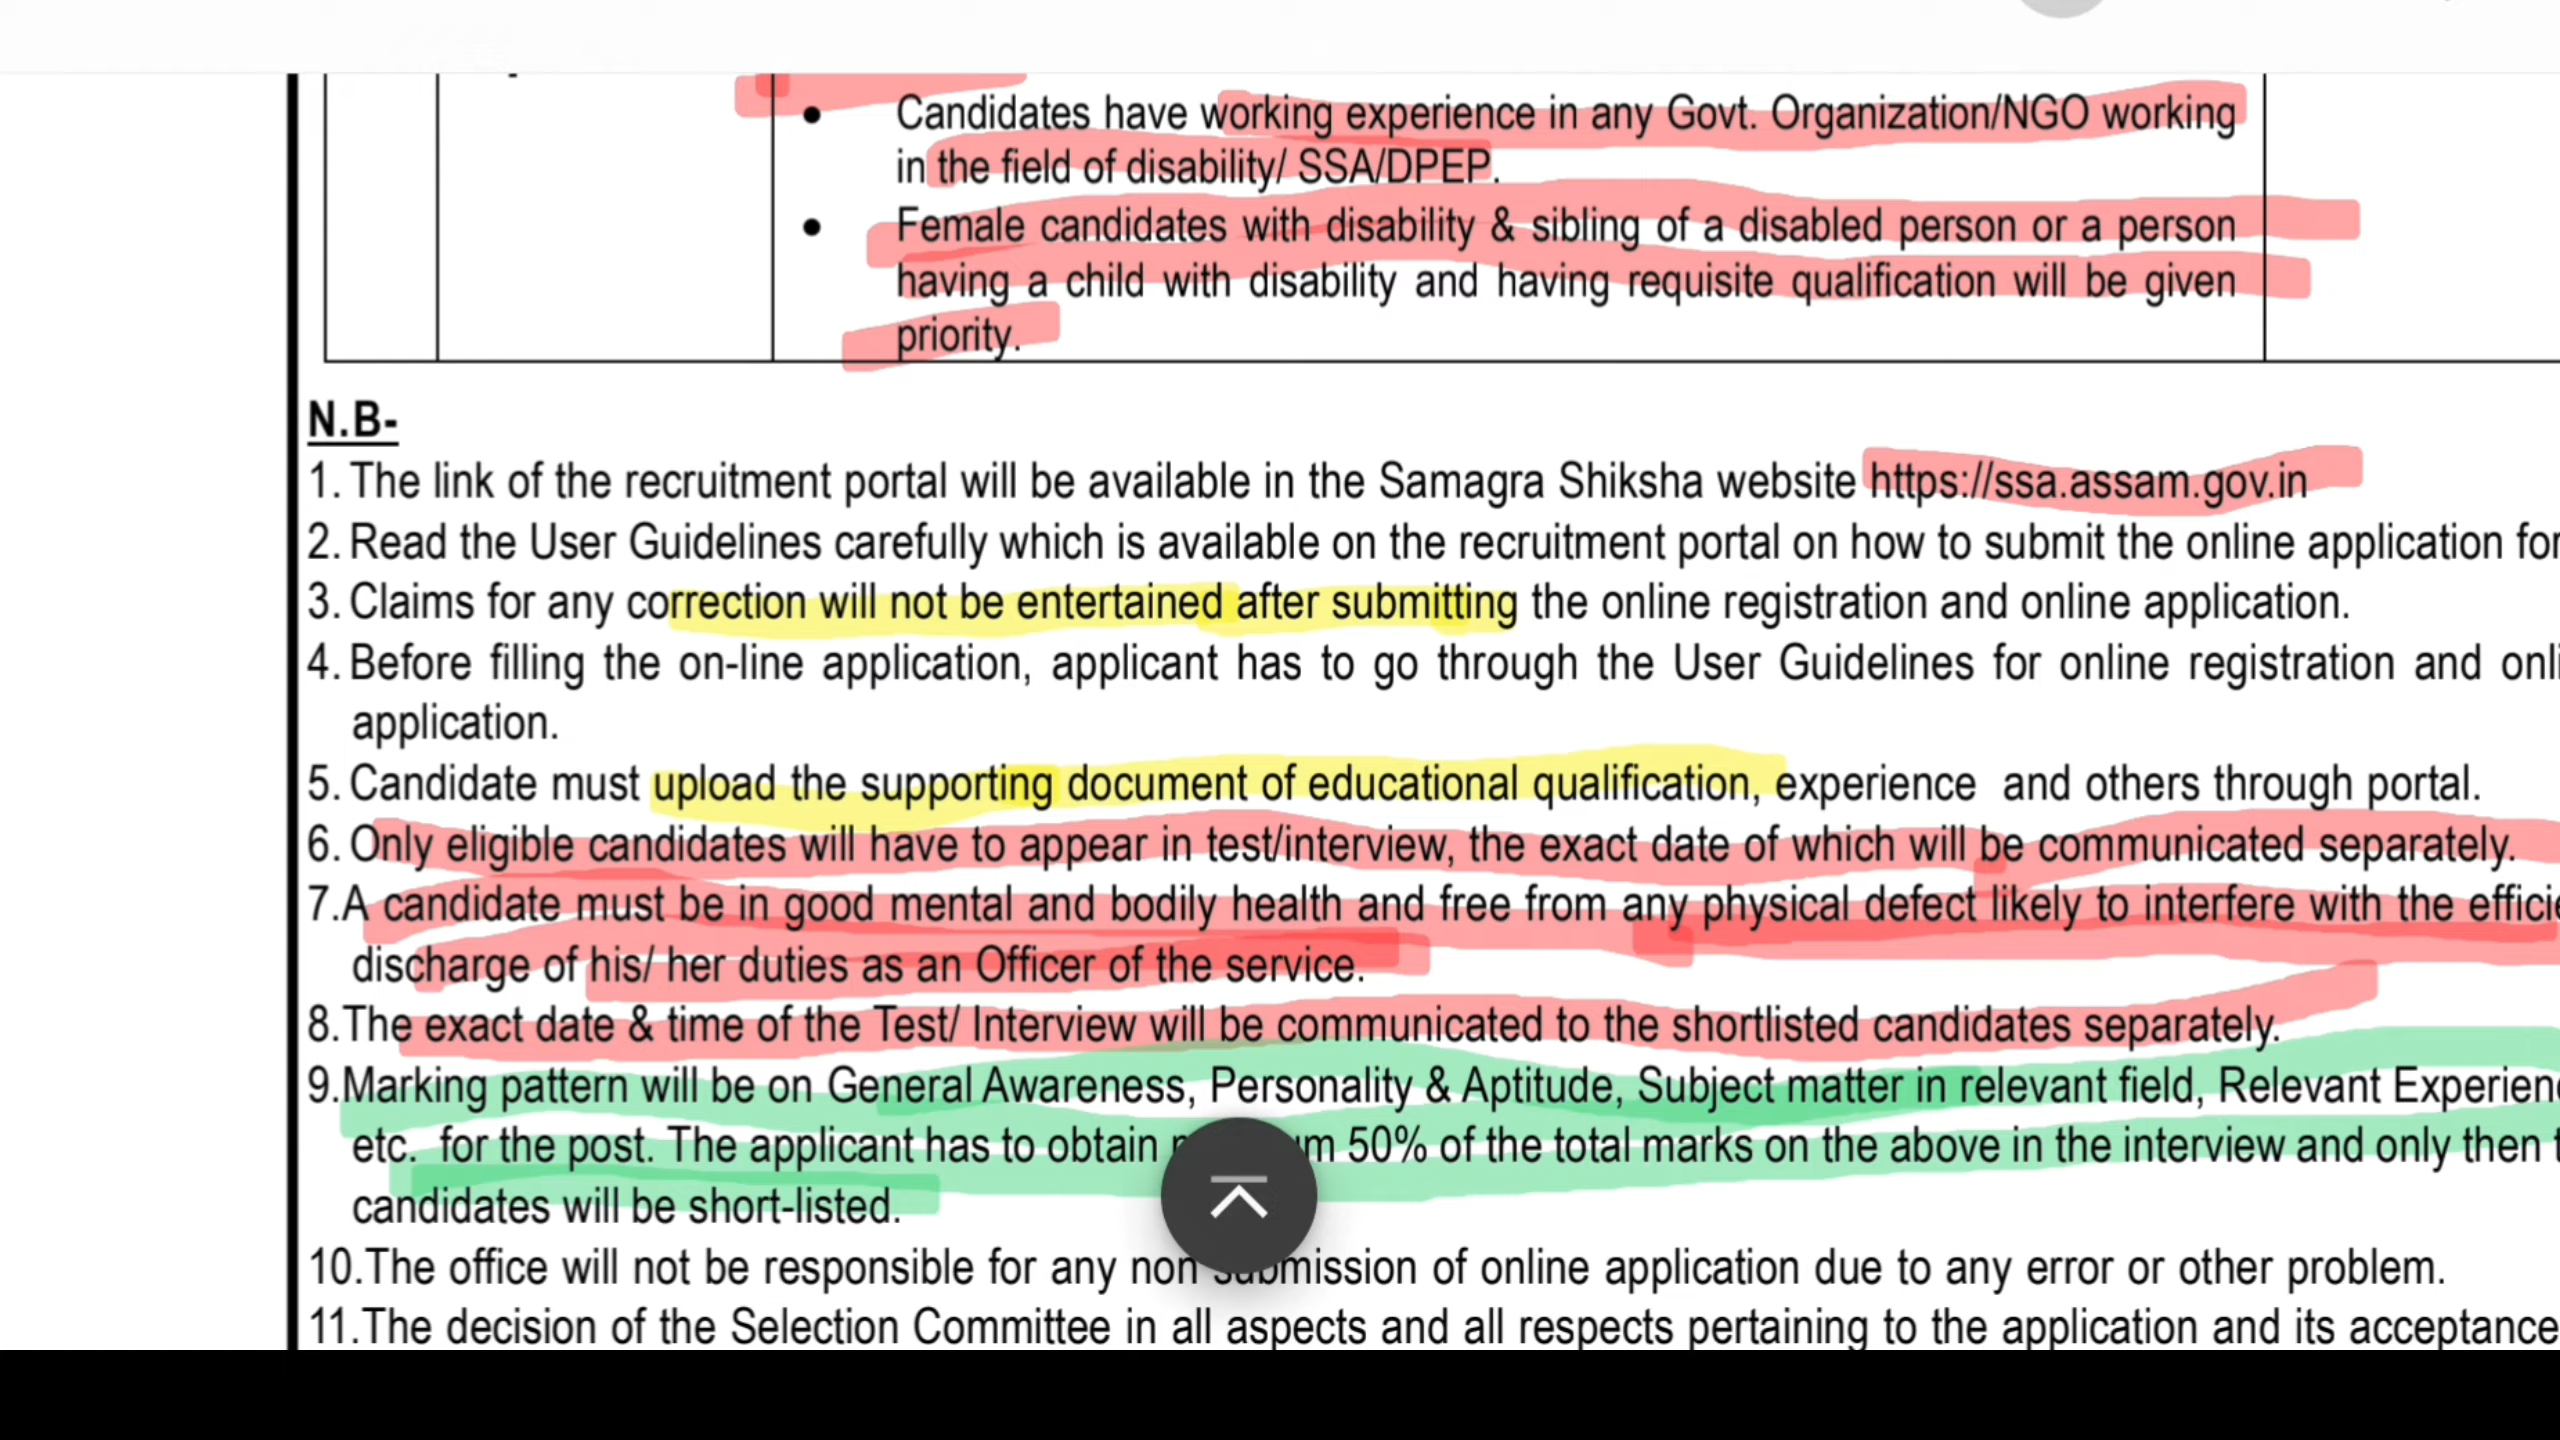 Candidates have working experience in any Govt. Organization/NGO working
in the field of disability/ SSA/DPEP.
Female candidates with disability & sibling of a disabled person or a person
having a child with disability and having requisite qualification will be given
priority.
N.B-
1. The link of the recruitment portal will be available in the Samagra Shiksha website https://ssa.assam.gov.in
2. Read the User Guidelines carefully which is available on the recruitment portal on how to submit the online application
3. Claims for any correction will not be entertained after submitting the online registration and online application.
4. Before filling the on-line application, applicant has to go through the User Guidelines for online registration and
application.
5. Candidate must upload the supporting document of educational qualification, experience and others through portal.
6. Only eligible candidates will have to appear in test/interview, the exact date of which will be communicated separately.
7.A candidate must be in good mental and bodily health and free from any physical defect likely to interfere with the
discharge of his/ her duties as an Officer of the service.
8.The exact date & time of the Test/ Interview will be communicated to the shortlisted candidates separately.
9.Marking pattern will be on General Awareness, Personality & Aptitude, Subject matter in relevant field, Relevant
etc. for the post. The applicant has to obtain 50% of the total marks on the above in the interview and only then
candidates will be short-listed.
10.The office will not be responsible for any non submission of online application due to any error or other problem.
11.The decision of the Selection Committee in all aspects and all respects pertaining to the application and its acceptance